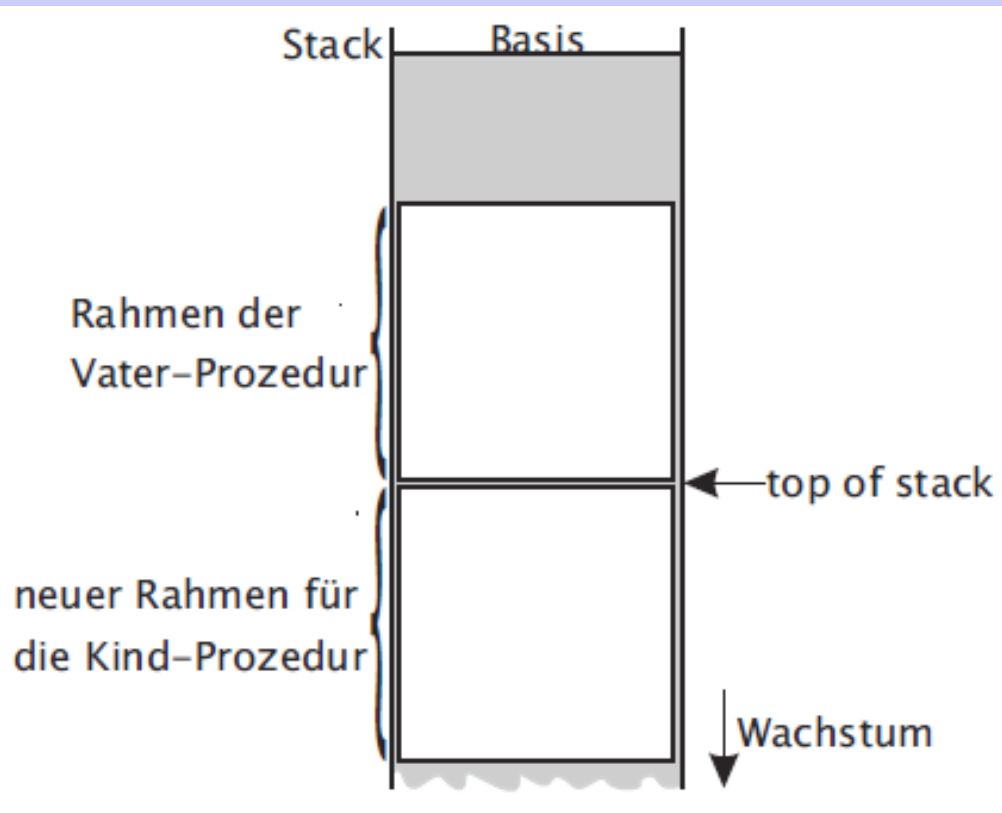 Stack
Basis
Rahmen der
Vater–Prozedur
top of stack
neuer Rahmen für
die Kind–Prozedur
Wachstum